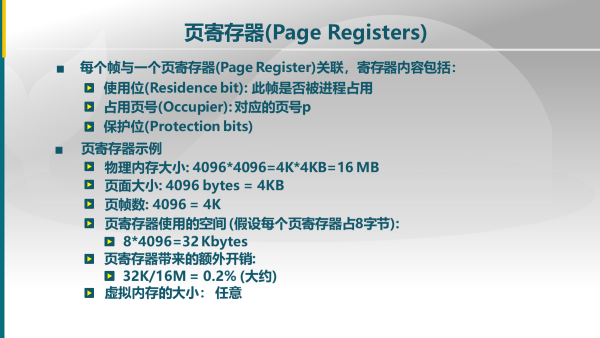 页寄存器(Page Registers)
每个帧与一个页寄存器(Page Register)关联，寄存器内容包括：
使用位(Residence bit): 此帧是否被进程占用
占用页号(Occupier): 对应的页号p
保护位(Protection bits)
页寄存器示例
物理内存大小: 4096*4096=4K*4KB=16 MB
页面大小: 4096 bytes = 4KB
页帧数: 4096 = 4K
页寄存器使用的空间 (假设每个页寄存器占8字节):
8*4096=32 Kbytes
页寄存器带来的额外开销:
32K/16M = 0.2% (大约)
虚拟内存的大小： 任意